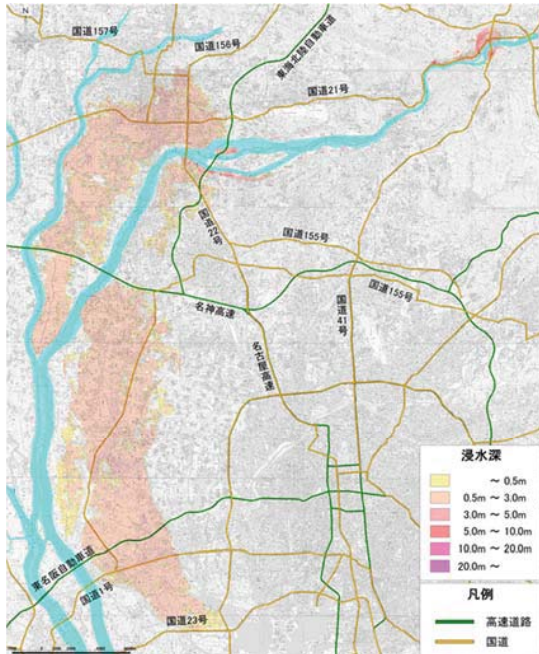 N
国道157号
国道156号
東海北陸自動車道
国道21号
国道22号
国道155号
国道155号
名神高速
国道41号
名古屋高速
東名阪自動車道
国道1号
国道23号
浸水深
～ 0.5m
0.5m ～ 3.0m
3.0m ～ 5.0m
5.0m ～ 10.0m
10.0m ～ 20.0m
20.0m ～
凡例
高速道路
国道